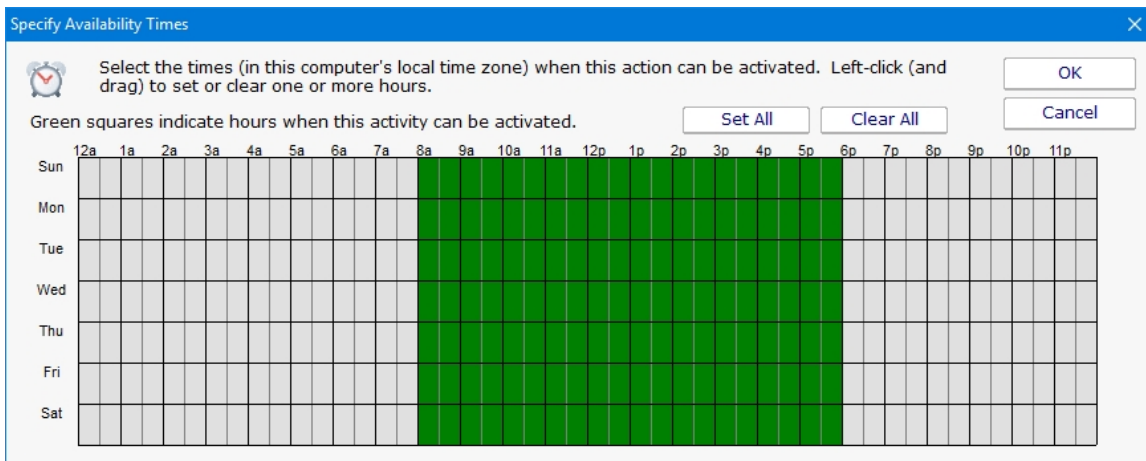 Specify Availability Times
Select the times (in this computer's local time zone) when this action can be activated.  Left-click (and
drag) to set or clear one or more hours.
OK
Cancel
Green squares indicate hours when this activity can be activated.
Set All
Clear All
12a 1a 2a 3a 4a 5a 6a 7a 8a 9a 10a 11a 12p 1p 2p 3p 4p 5p 6p 7p 8p 9p 10p 11p
Sun
Mon
Tue
Wed
Thu
Fri
Sat